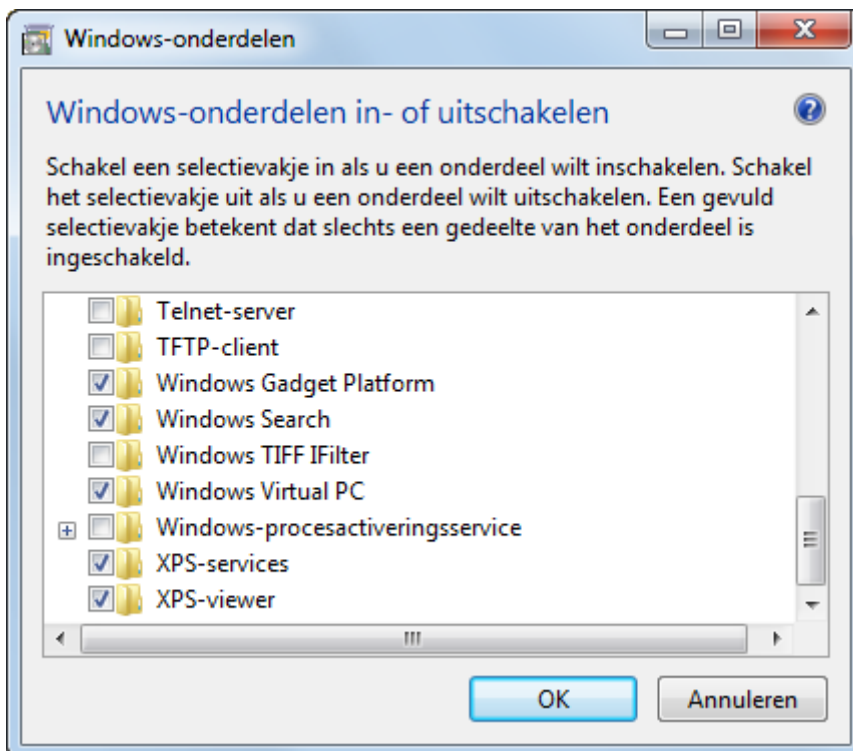 Windows-onderdelen
Windows-onderdelen in- of uitschakelen
Schakel een selectievakje in als u een onderdeel wilt inschakelen. Schakel
het selectievakje uit als u een onderdeel wilt uitschakelen. Een gevuld
selectievakje betekent dat slechts een gedeelte van het onderdeel is
ingeschakeld.
Telnet-server
TFTP-client
Windows Gadget Platform
Windows Search
Windows TIFF IFilter
Windows Virtual PC
Windows-procesactiveringsservice
XPS-services
XPS-viewer
OK
Annuleren